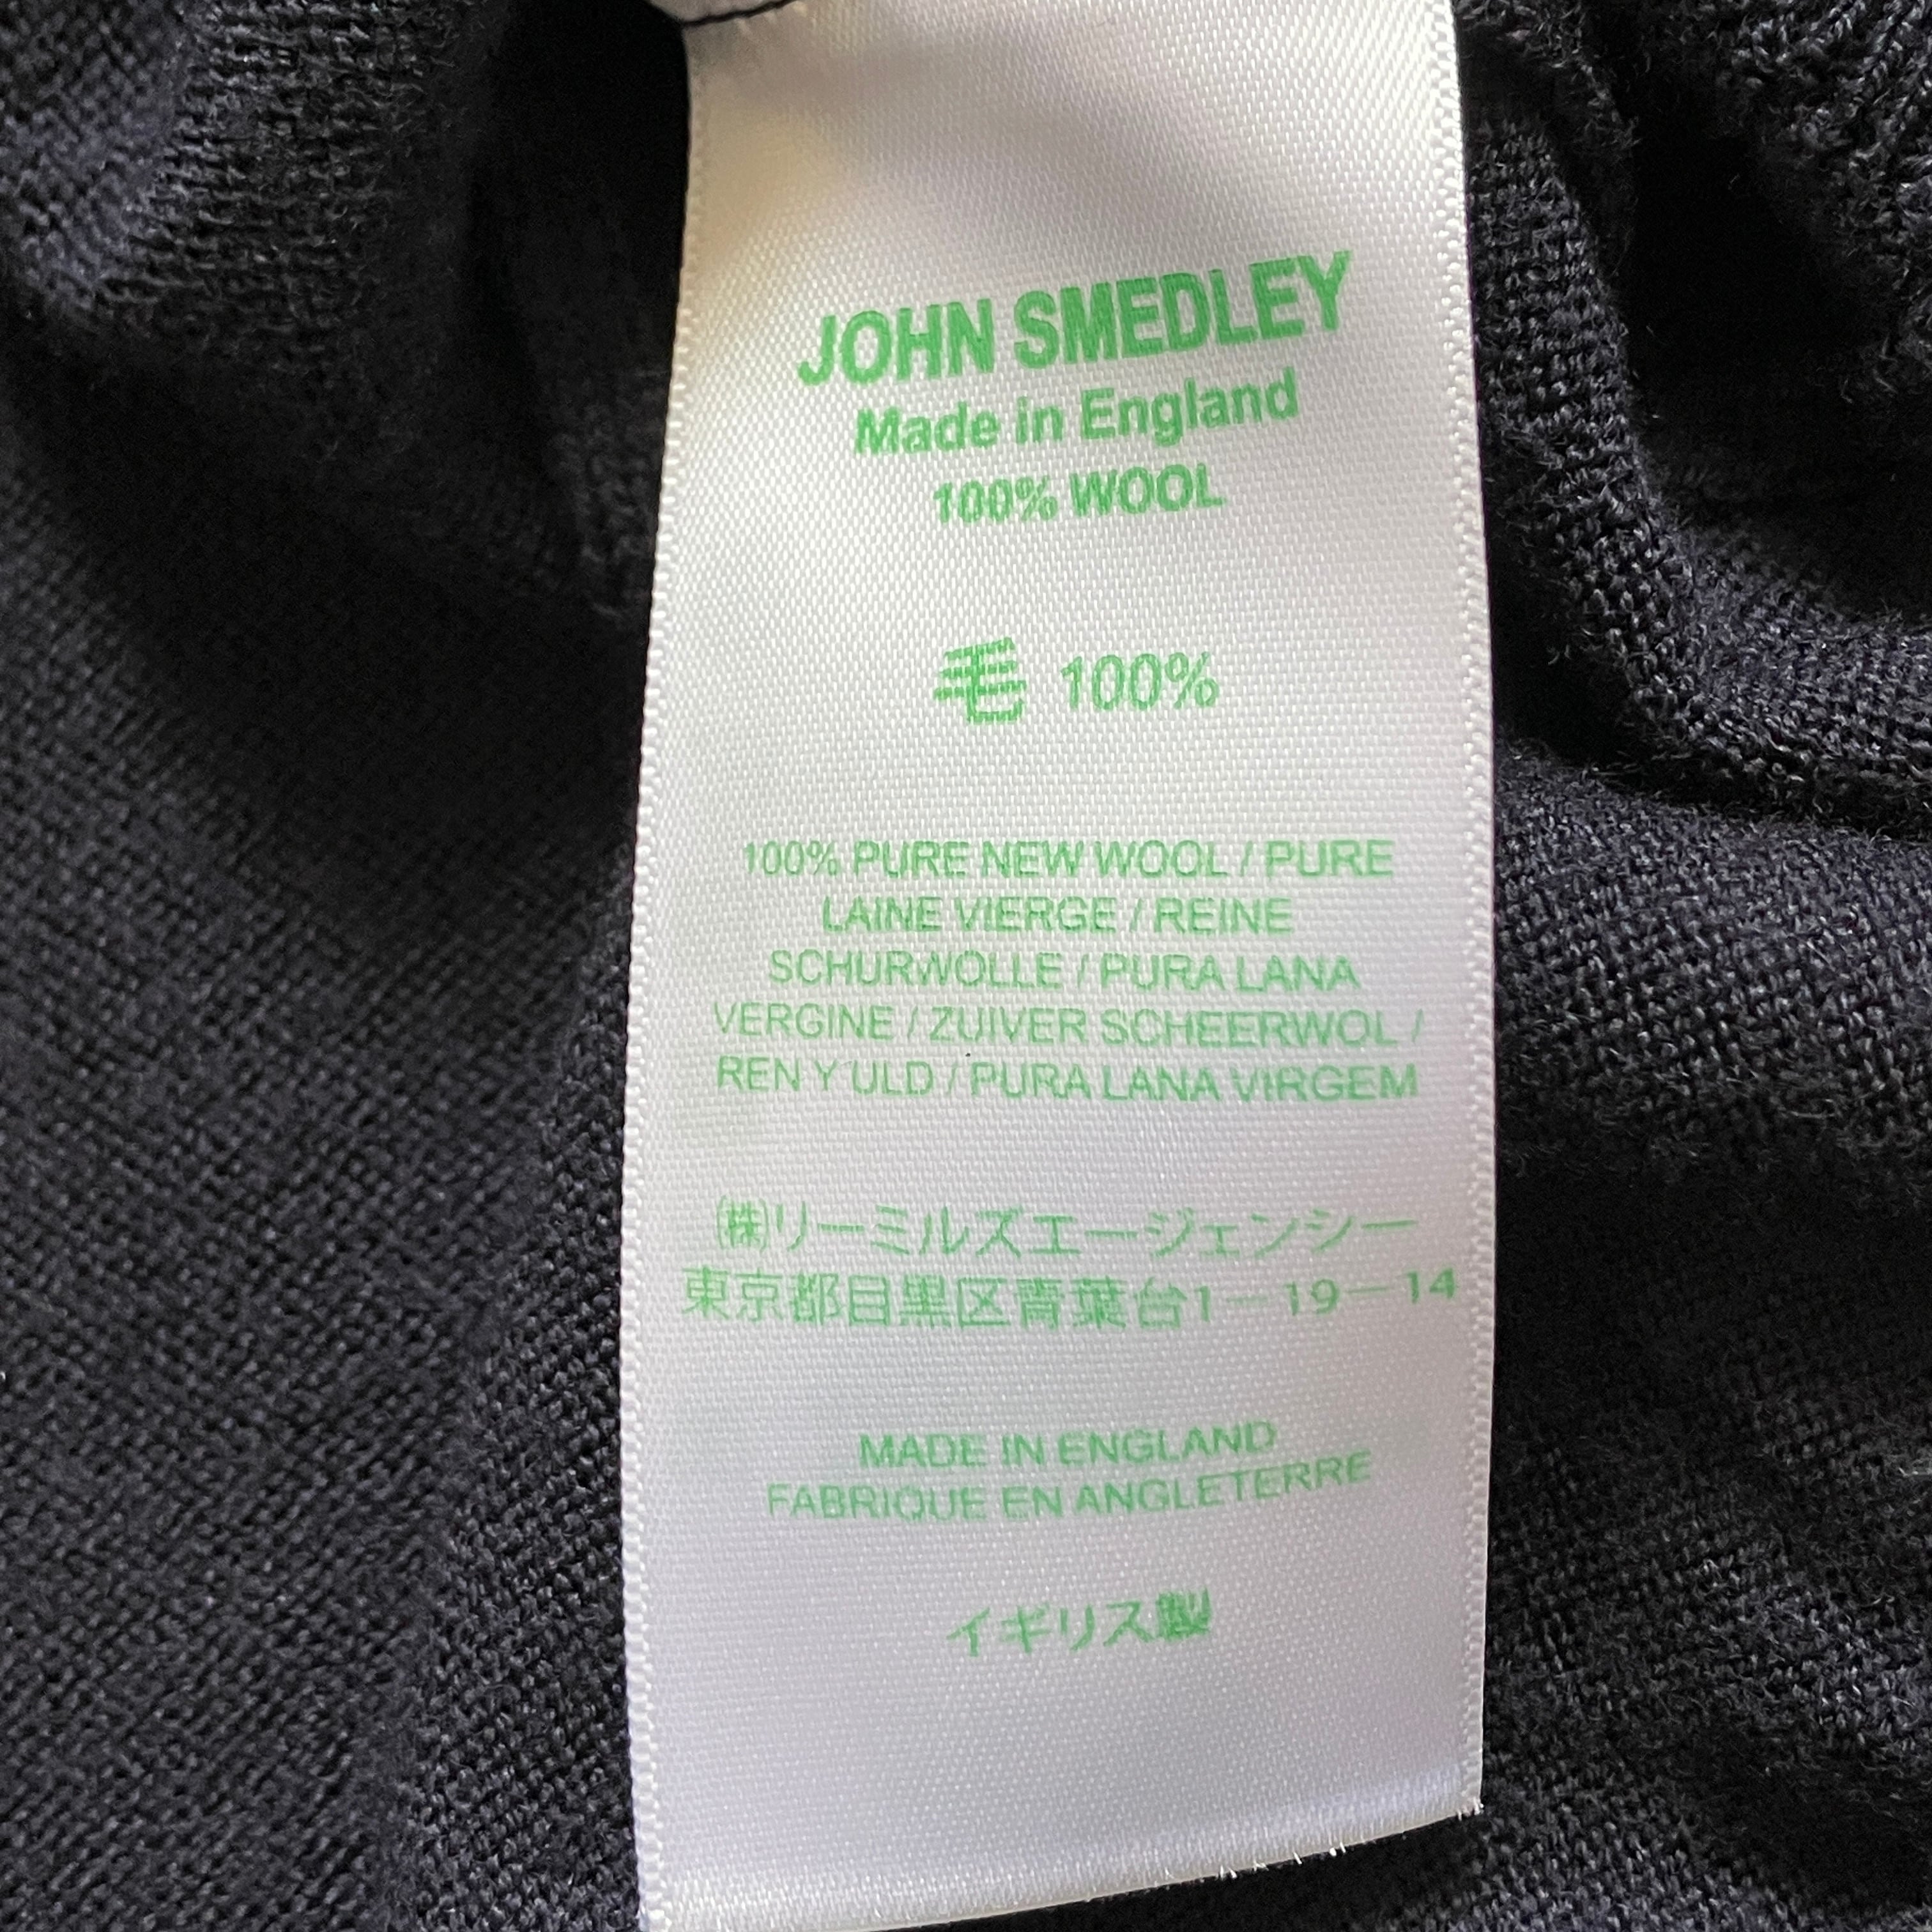 JOHN SMEDLEY
Made in England
100% WOOL
毛 100%
100% PURE NEW WOOL / PURE
LAINE VIERGE / REINE
SCHURWOLLE / PURA LANA
VERGINE / ZUIVER SCHEERWOL /
REN Y'ULD / PURA LANA VIRGEM
㈱リーミルズエージェンシー
東京都目黒区青葉台1－19－14
MADE IN ENGLAND
FABRIQUE EN ANGLETERRE
イギリス製